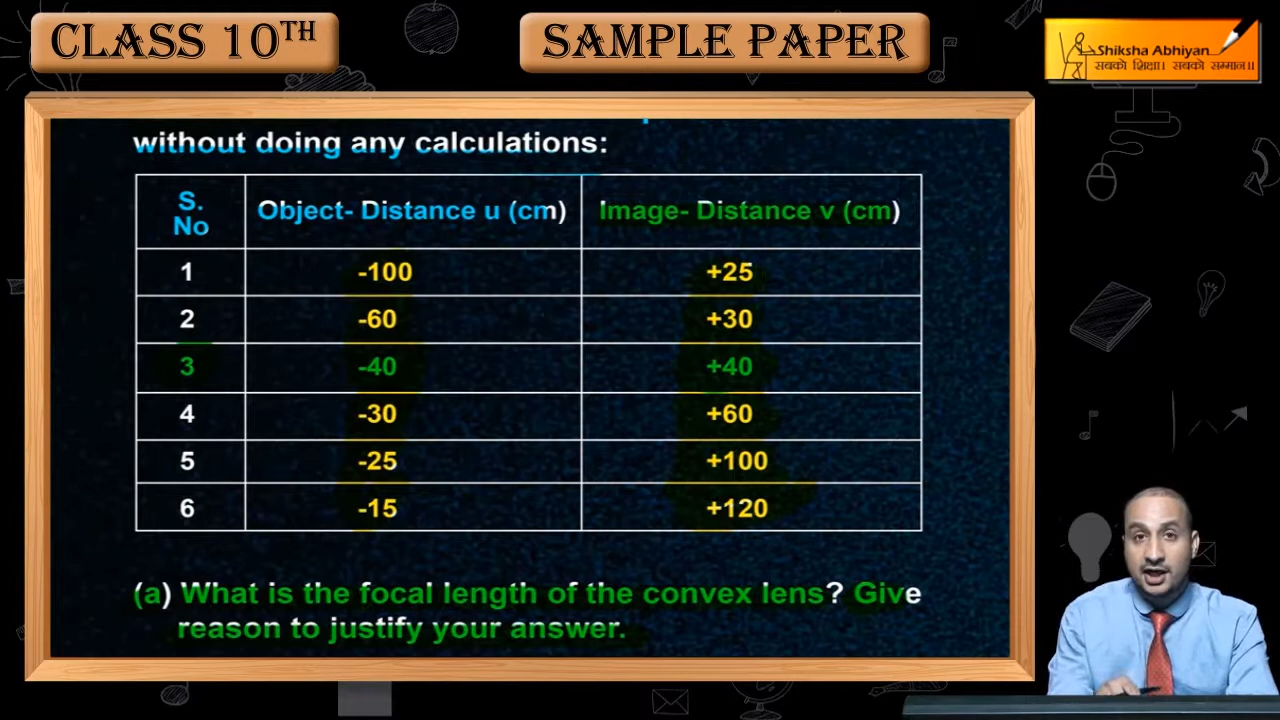 CLASS 10TH
SAMPLE PAPER
Shiksha Abhiyan
सबको शिक्षा। सबको सम्मान॥
without doing any calculations:
S. No
Object- Distance u (cm)
Image- Distance v (cm)
1 -100 +25
2 -60 +30
3 -40 +40
4 -30 +60
5 -25 +100
6 -15 +120
(a) What is the focal length of the convex lens? Give
reason to justify your answer.